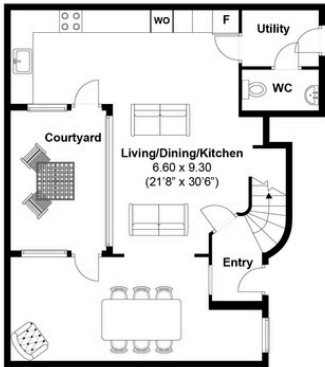 WO
F
Utility
WC
Courtyard
Living/Dining/Kitchen
6.60 x 9.30
(21'8" x 30'6")
Entry